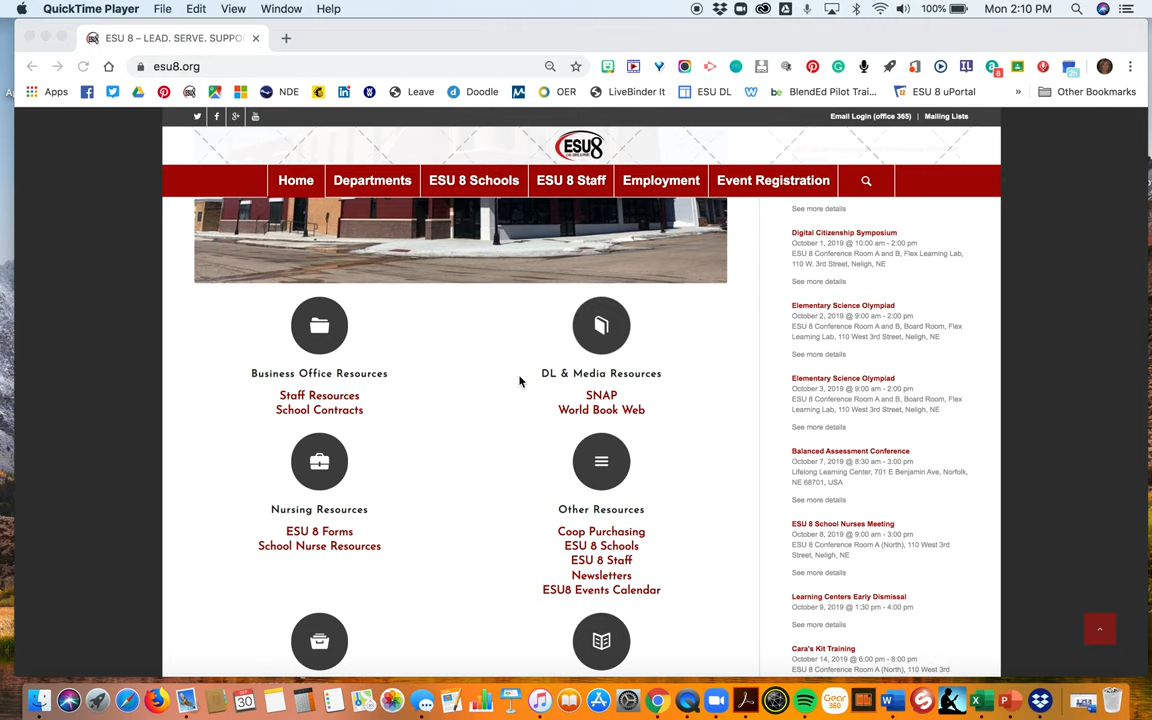 QuickTime Player File Edit View Window Help
100% Mon 2:10 PM
ESU 8 – LEAD. SERVE. SUPPO
esu8.org
8
2h
Apps NDE Leave Doodle OER LiveBinder It ESU DL BlendEd Pilot Trai... ESU 8 uPortal » Other Bookmarks
Email Login (office 365) | Mailing Lists
ESU8
Home Departments ESU 8 Schools ESU 8 Staff Employment Event Registration
Business Office Resources
Staff Resources
School Contracts
DL & Media Resources
SNAP
World Book Web
Nursing Resources
ESU 8 Forms
School Nurse Resources
Other Resources
Coop Purchasing
ESU 8 Schools
ESU 8 Staff
Newsletters
ESU8 Events Calendar
See more details
Digital Citizenship Symposium
October 1, 2019 @ 10:00 am - 2:00 pm
ESU 8 Conference Room A and B, Flex Learning Lab,
110 W. 3rd Street, Neligh, NE
See more details
Elementary Science Olympiad
October 2, 2019 @ 9:00 am - 2:00 pm
ESU 8 Conference Room A and B, Board Room, Flex
Learning Lab, 110 West 3rd Street, Neligh, NE
See more details
Elementary Science Olympiad
October 3, 2019 @ 9:00 am - 2:00 pm
ESU 8 Conference Room A and B, Board Room, Flex
Learning Lab, 110 West 3rd Street, Neligh, NE
See more details
Balanced Assessment Conference
October 7, 2019 @ 8:30 am - 3:00 pm
Lifelong Learning Center, 701 E Benjamin Ave, Norfolk,
NE 68701, USA
See more details
ESU 8 School Nurses Meeting
October 8, 2019 @ 9:00 am - 3:00 pm
ESU 8 Conference Room A (North), 110 West 3rd
Street, Neligh, NE
See more details
Learning Centers Early Dismissal
October 9, 2019 @ 1:30 pm - 4:00 pm
See more details
Cara's Kit Training
October 14, 2019 @ 6:00 pm - 8:00 pm
ESU 8 Conference Room A (North), 110 West 3rd
SEP
30
Gear
360